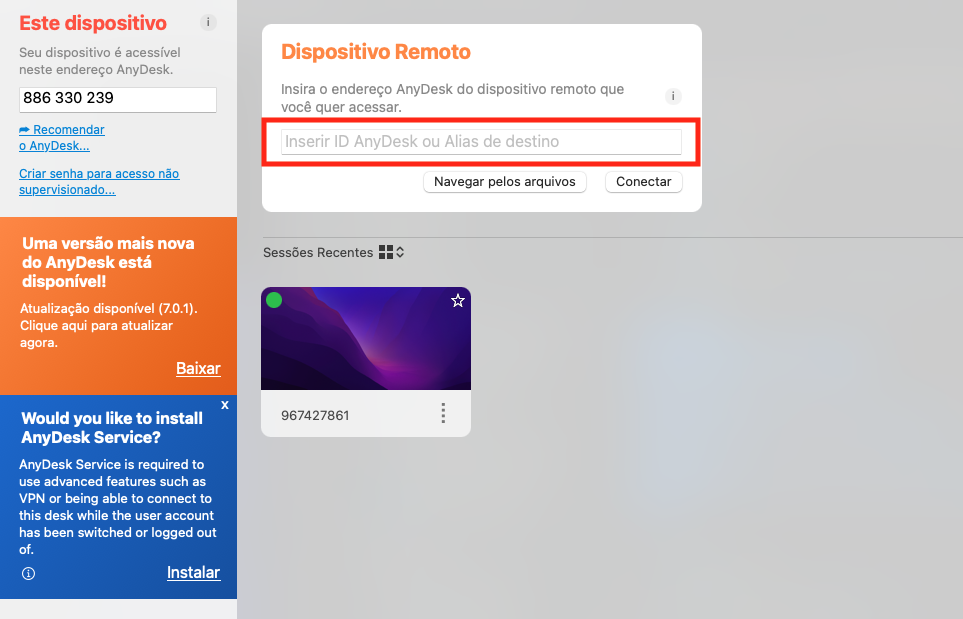 Este dispositivo
i
Seu dispositivo é acessível
neste endereço AnyDesk.
886 330 239
Recomendar
o AnyDesk...
Criar senha para acesso não
supervisionado...
Uma versão mais nova
do AnyDesk está
disponível!
Atualização disponível (7.0.1).
Clique aqui para atualizar
agora.
Baixar
x
Would you like to install
AnyDesk Service?
AnyDesk Service is required to
use advanced features such as
VPN or being able to connect to
this desk while the user account
has been switched or logged out
of.
i
Instalar
Dispositivo Remoto
Insira o endereço AnyDesk do dispositivo remoto que
você quer acessar.
i
Inserir ID AnyDesk ou Alias de destino
Navegar pelos arquivos
Conectar
Sessões Recentes
967427861